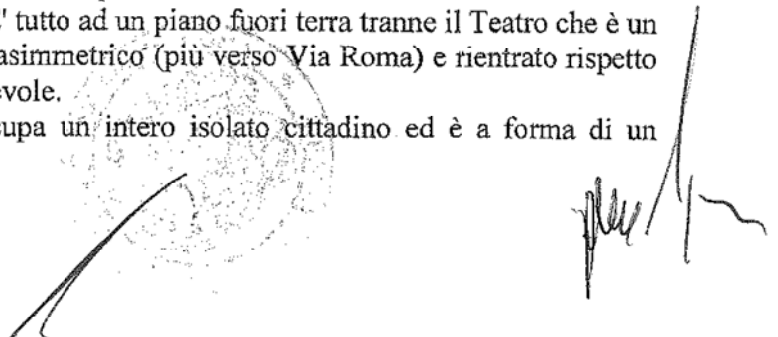 ' tutto ad un piano fuori terra tranne il Teatro che è un
asimmetrico (più verso Via Roma) e rientrato rispetto
vole.
upa un intero isolato cittadino ed è a forma di un